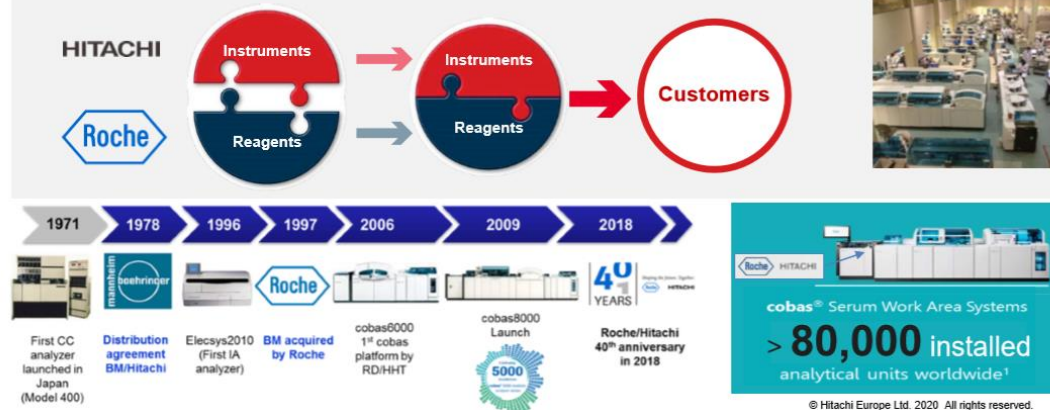 HITACHI
Instruments
Reagents
Instruments
Reagents
Customers
Roche
1971
1978
1996
1997
2006
2009
2018
mannheim
boehringer
Roche
40
YEARS
Shaping the future. Together.
Roche HITACHI
First CC
analyzer
launched in
Japan
(Model 400)
Distribution
agreement
BM/Hitachi
Elecsys2010
(First IA
analyzer)
BM acquired
by Roche
cobas6000
1st cobas
platform by
RD/HHT
cobas8000
Launch
5000
Roche/Hitachi
40th anniversary
in 2018
Roche HITACHI
cobas® Serum Work Area Systems
> 80,000 installed
analytical units worldwide¹
© Hitachi Europe Ltd. 2020 All rights reserved.